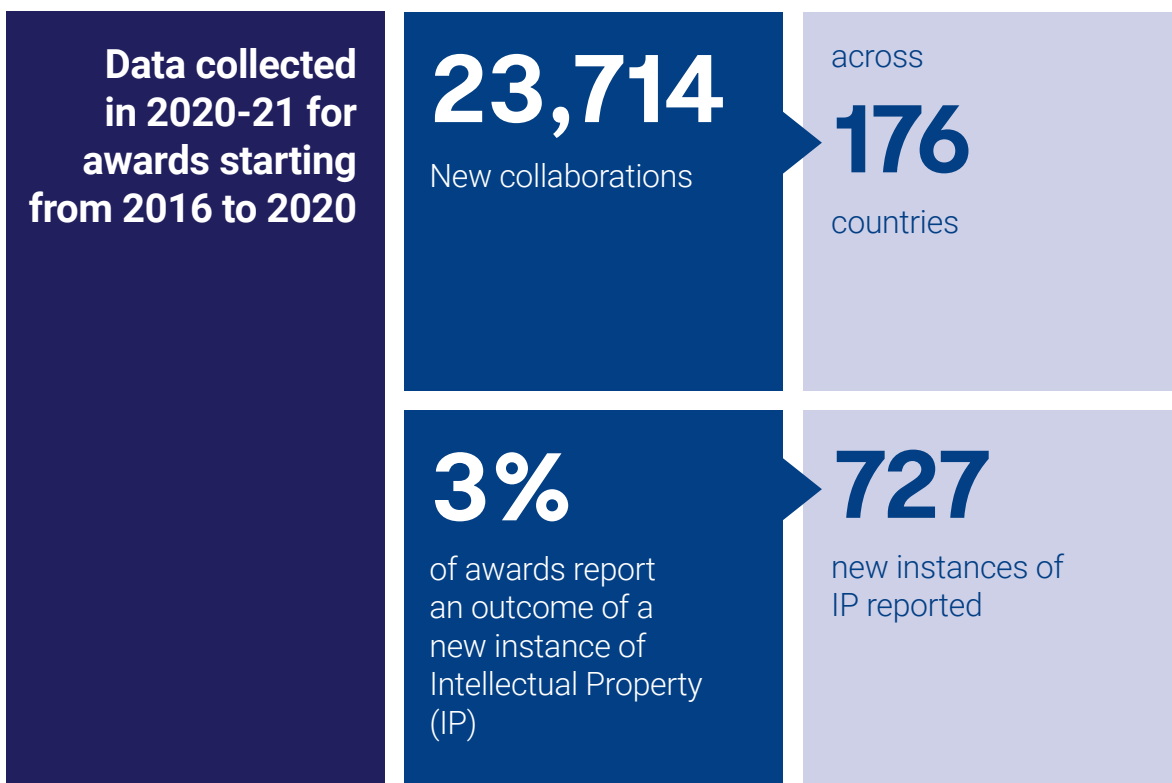 Data collected
in 2020-21 for
awards starting
from 2016 to 2020
23,714
New collaborations
across
176
countries
3%
of awards report
an outcome of a
new instance of
Intellectual Property
(IP)
727
new instances of
IP reported